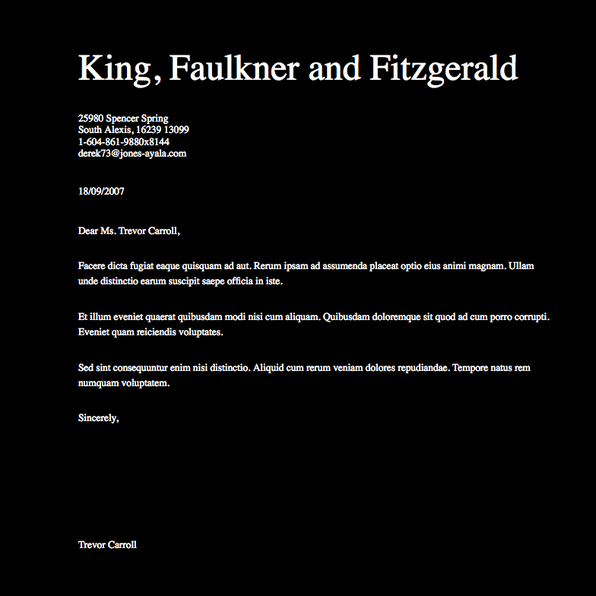 King, Faulkner and Fitzgerald
25980 Spencer Spring
South Alexis, 16239 13099
1-604-861-9880x8144
derek73@jones-ayala.com
18/09/2007
Dear Ms. Trevor Carroll,
Facere dicta fugiat eaque quisquam ad aut. Rerum ipsam ad assumenda placeat optio eius animi magnam. Ullam
unde distinctio earum suscipit saepe officia in iste.
Et illum eveniet quaerat quibusdam modi nisi cum aliquam. Quibusdam doloremque sit quod ad cum porro corrupti.
Eveniet quam reiciendis voluptates.
Sed sint consequuntur enim nisi distinctio. Aliquid cum rerum veniam dolores repudiandae. Tempore natus rem
numquam voluptatem.
Sincerely,
Trevor Carroll